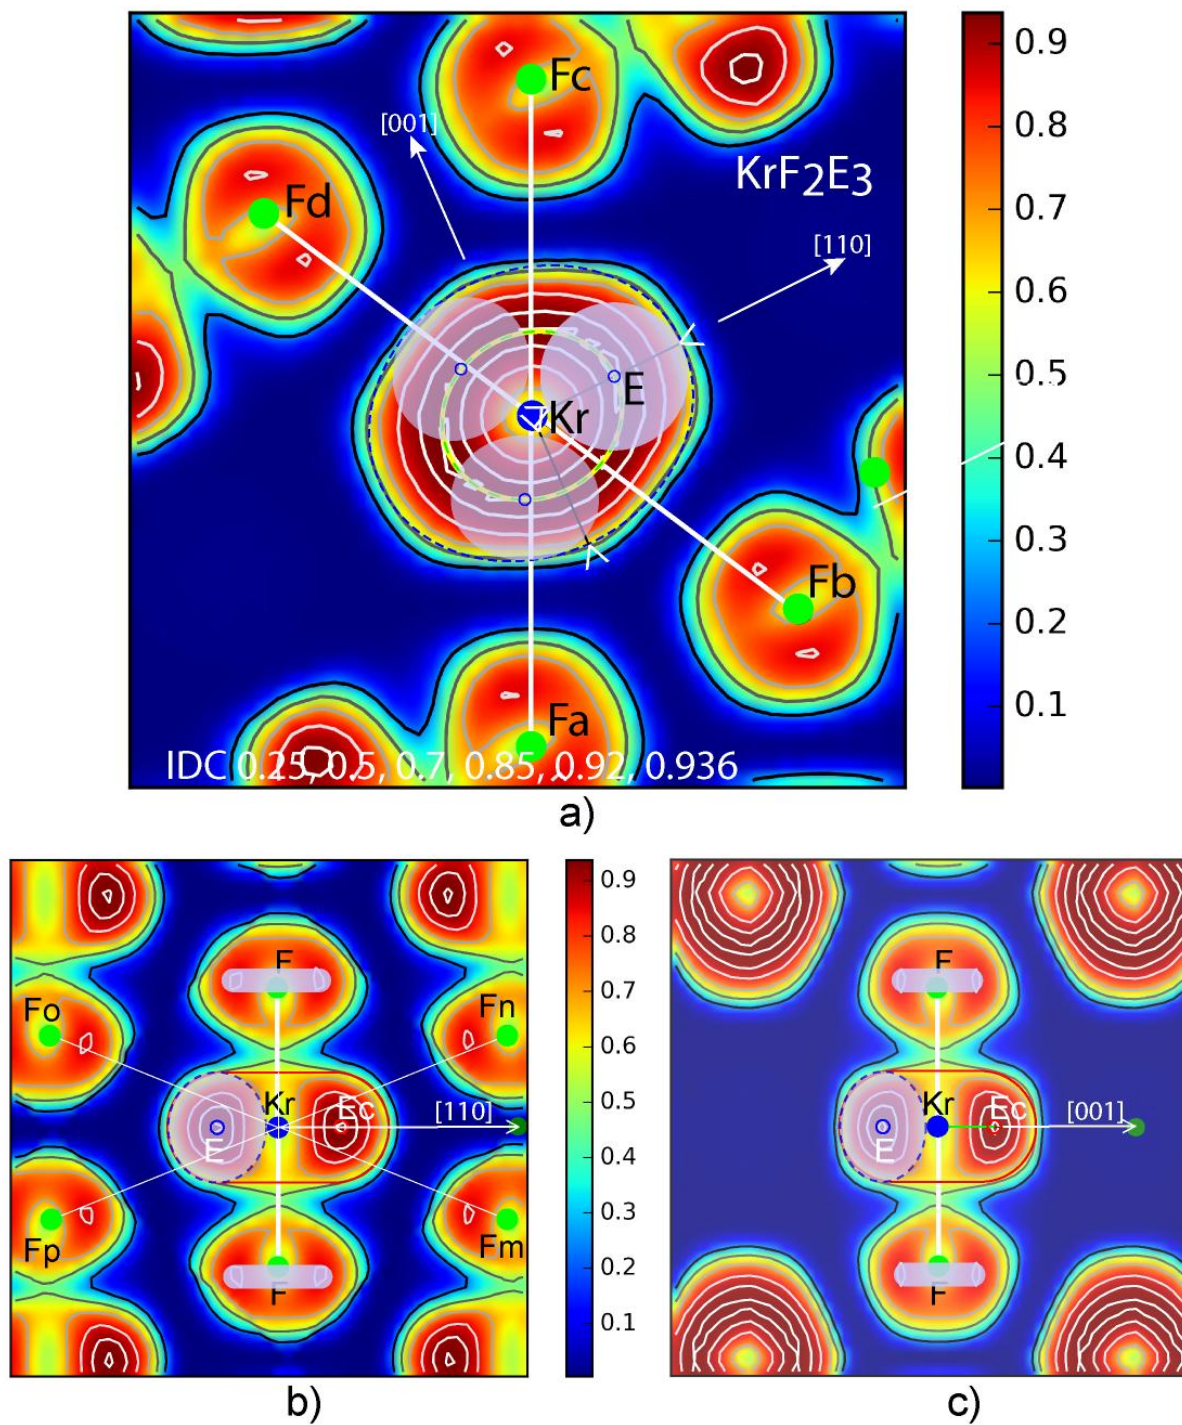 Fc
0.9
[001]
KrF2E3
0.8
Fd
0.7
[110]
0.6
E
0.5
Kr
0.4
0.3
Fb
0.2
Fa
0.1
IDC 0.25, 0.5, 0.7, 0.85, 0.92, 0.936
a)
F
Fo
Fn
Kr
Ec
[110]
E
Fp
Fm
F
0.9
0.8
0.7
0.6
0.5
0.4
0.3
0.2
0.1
b)
F
Kr
Ec
[001]
E
F
c)